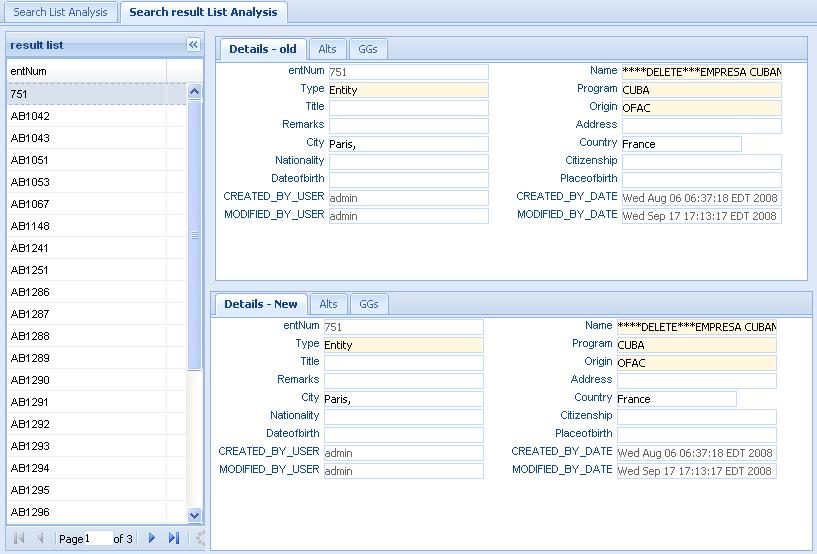 Search List Analysis Search result List Analysis
result list
entNum
751
AB1042
AB1043
AB1051
AB1053
AB1067
AB1148
AB1241
AB1251
AB1286
AB1287
AB1288
AB1289
AB1290
AB1291
AB1292
AB1293
AB1294
AB1295
AB1296
Page 1 of 3
Details - old Alts GGs
entNum 751 Name ****DELETE***EMPRESA CUBAN
Type Entity Program CUBA
Title Origin OFAC
Remarks Address
City Paris, Country France
Nationality Citizenship
Dateofbirth Placeofbirth
CREATED_BY_USER admin CREATED_BY_DATE Wed Aug 06 06:37:18 EDT 2008
MODIFIED_BY_USER admin MODIFIED_BY_DATE Wed Sep 17 17:13:17 EDT 2008
Details - New Alts GGs
entNum 751 Name ****DELETE***EMPRESA CUBAN
Type Entity Program CUBA
Title Origin OFAC
Remarks Address
City Paris, Country France
Nationality Citizenship
Dateofbirth Placeofbirth
CREATED_BY_USER admin CREATED_BY_DATE Wed Aug 06 06:37:18 EDT 2008
MODIFIED_BY_USER admin MODIFIED_BY_DATE Wed Sep 17 17:13:17 EDT 2008